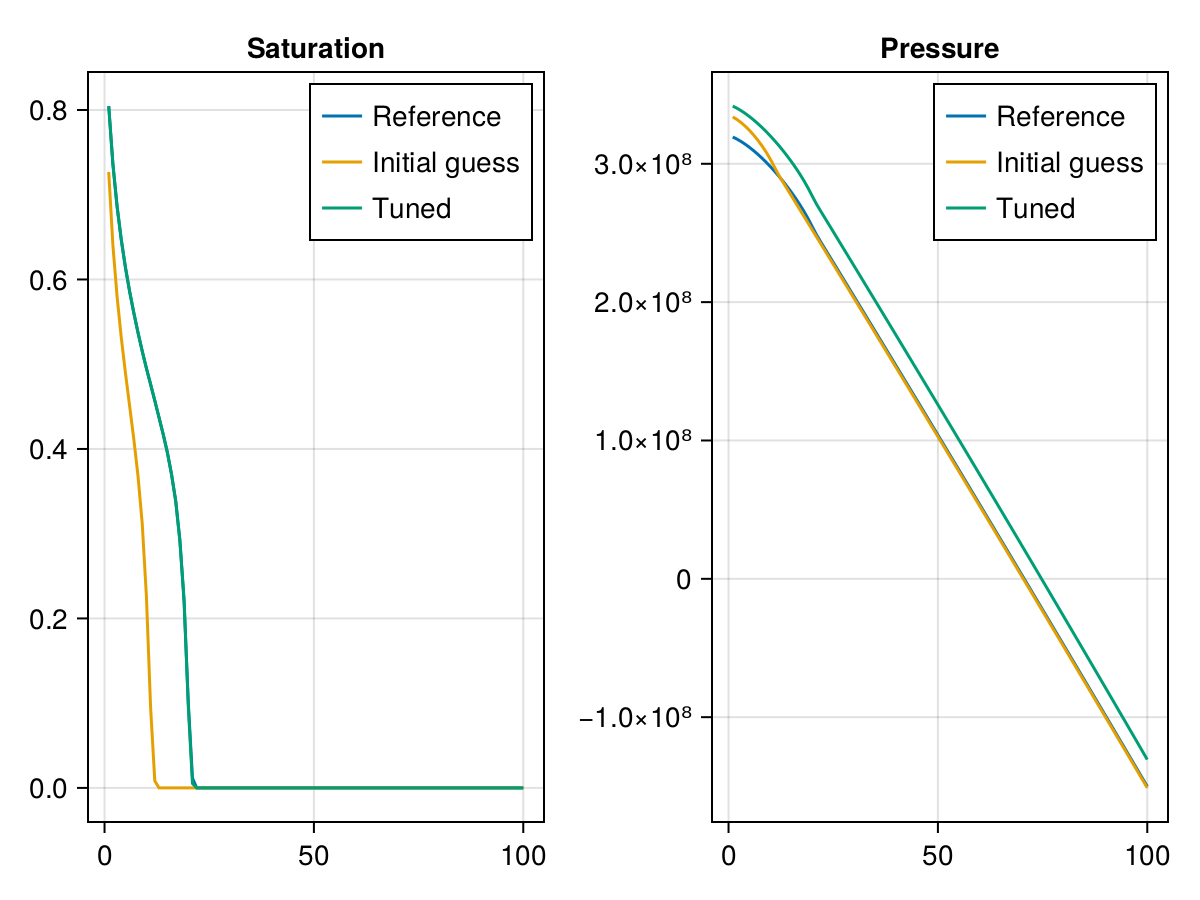 Saturation
0.8
0.6
0.4
0.2
0.0
0
50
100
Reference
Initial guess
Tuned
Pressure
3.0×10⁸
2.0×10⁸
1.0×10⁸
0
−1.0×10⁸
0
50
100
Reference
Initial guess
Tuned